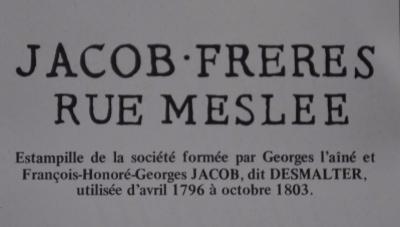 JACOB·FRERES
RUE MESLEE
Estampille de la société formée par Georges l'aîné et
François-Honoré-Georges JACOB, dit DESMALTER,
utilisée d'avril 1796 à octobre 1803.